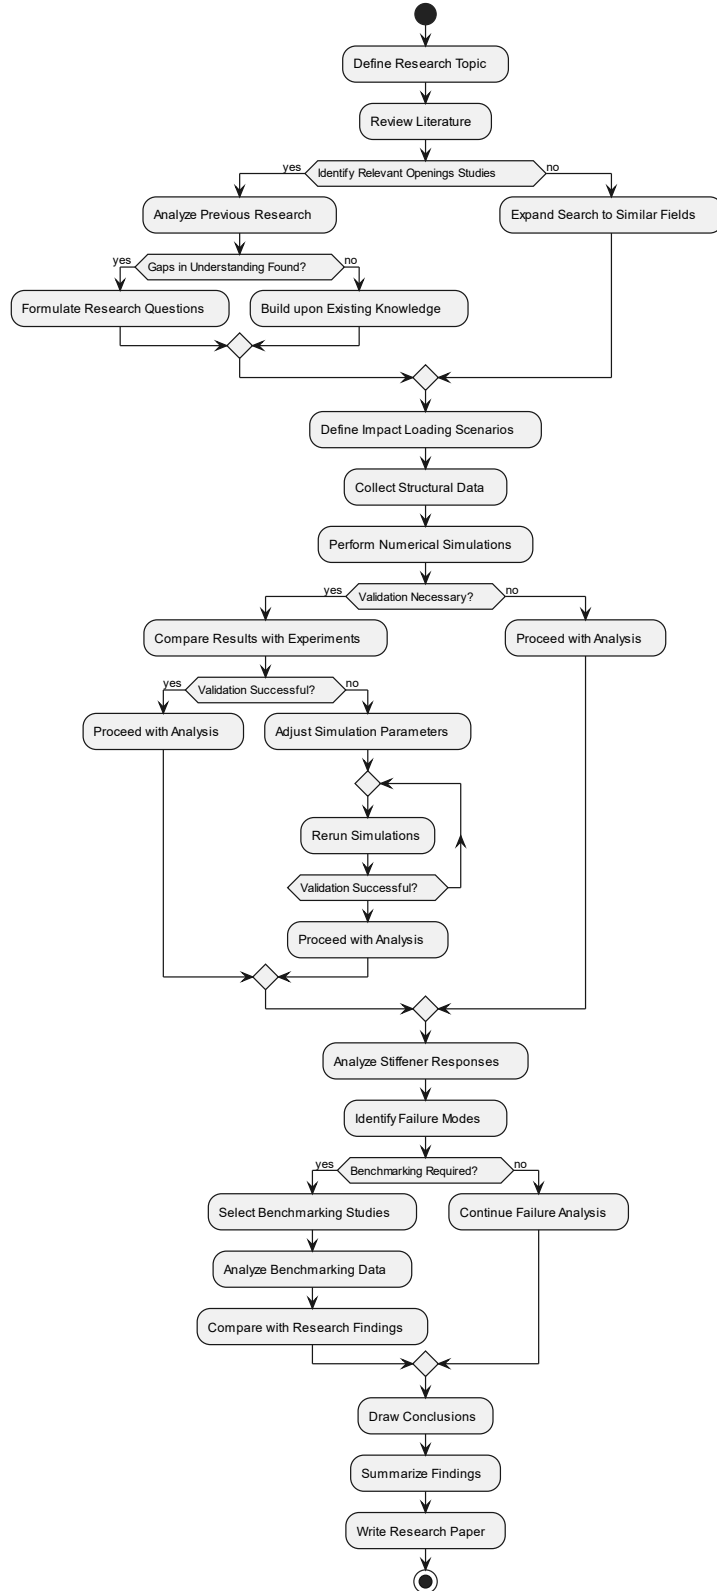 Define Research Topic
Review Literature
yes
Identify Relevant Openings Studies
no
Analyze Previous Research
Expand Search to Similar Fields
yes
Gaps in Understanding Found?
no
Formulate Research Questions
Build upon Existing Knowledge
Define Impact Loading Scenarios
Collect Structural Data
Perform Numerical Simulations
yes
Validation Necessary?
no
Compare Results with Experiments
Proceed with Analysis
yes
Validation Successful?
no
Proceed with Analysis
Adjust Simulation Parameters
Rerun Simulations
Validation Successful?
Proceed with Analysis
Analyze Stiffener Responses
Identify Failure Modes
yes
Benchmarking Required?
no
Select Benchmarking Studies
Continue Failure Analysis
Analyze Benchmarking Data
Compare with Research Findings
Draw Conclusions
Summarize Findings
Write Research Paper